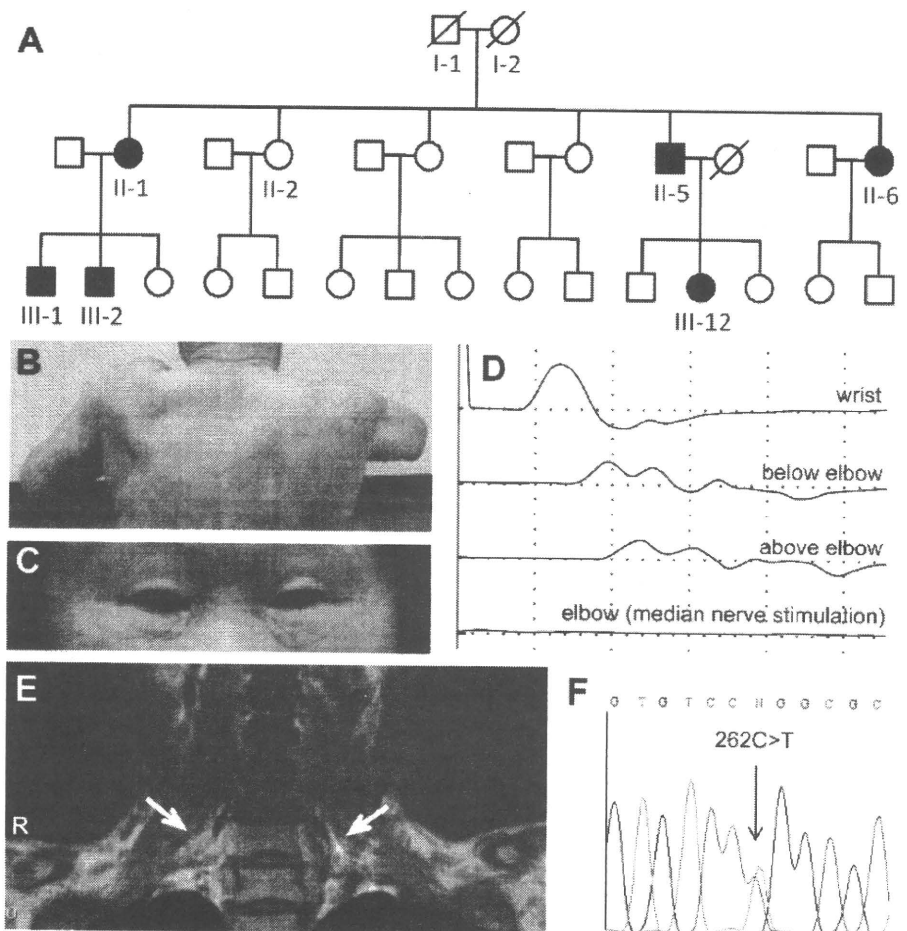 A
I-1 I-2
II-1 II-2 II-5 II-6
III-1 III-2 III-12
B
D
wrist
below elbow
above elbow
elbow (median nerve stimulation)
C
E
R
F
G T G T C C N G G C G C
262C>T